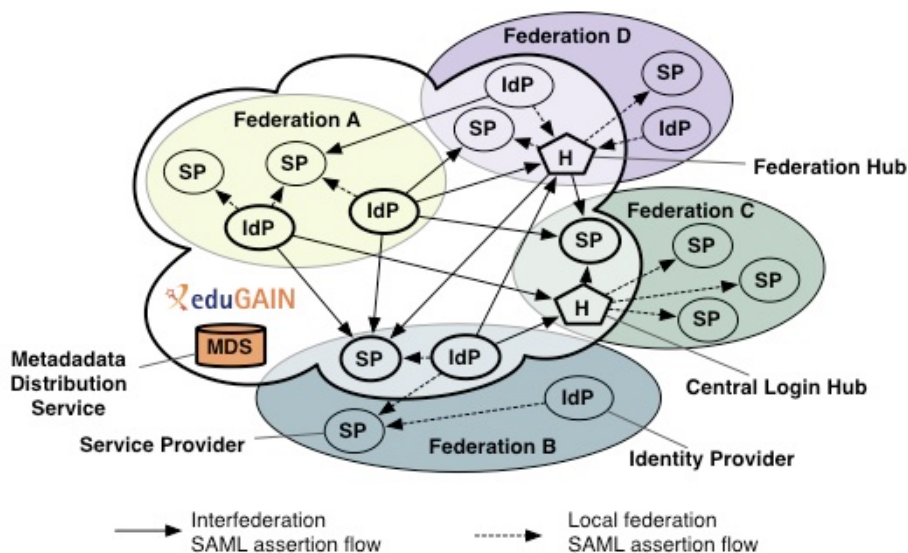 Federation D
IdP
SP
SP
IdP
H
Federation Hub
Federation A
SP
SP
IdP
IdP
Federation C
SP
SP
SP
SP
H
Central Login Hub
eduGAIN
MDS
Metadadata
Distribution
Service
SP
IdP
IdP
SP
Service Provider
Federation B
Identity Provider
Interfederation
SAML assertion flow
Local federation
SAML assertion flow